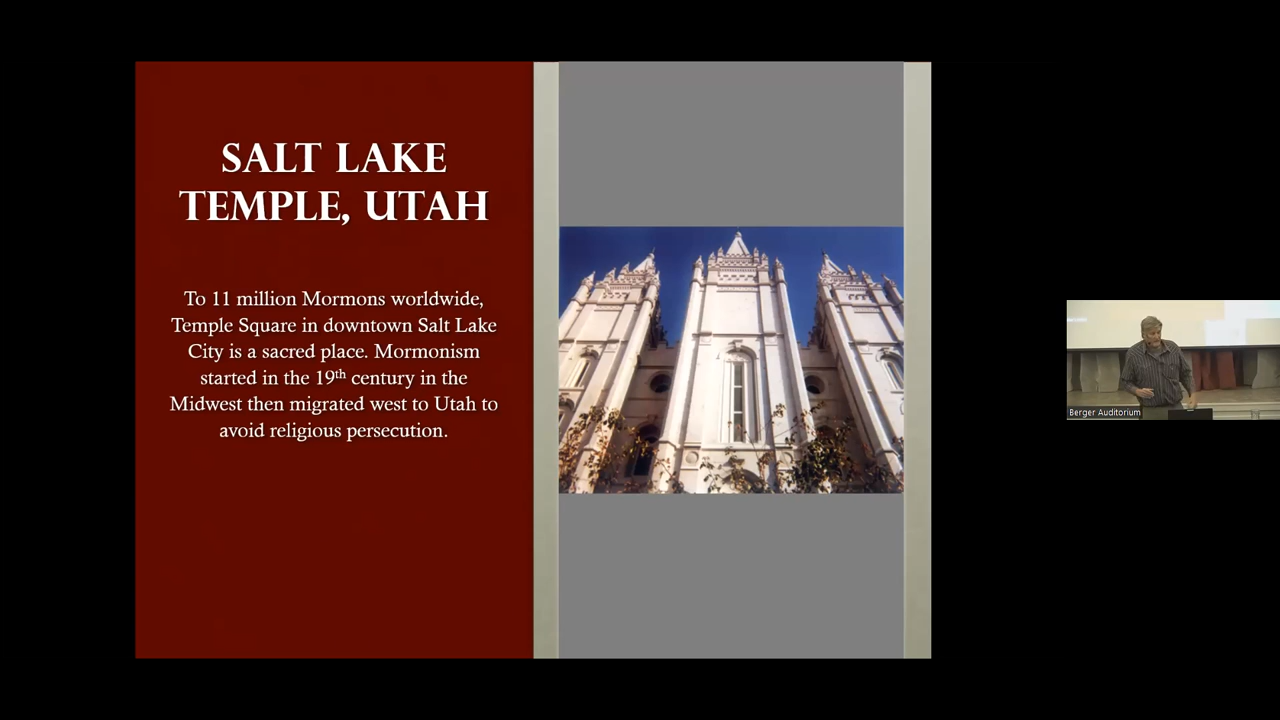 SALT LAKE
TEMPLE, UTAH
To 11 million Mormons worldwide,
Temple Square in downtown Salt Lake
City is a sacred place. Mormonism
started in the 19th century in the
Midwest then migrated west to Utah to
avoid religious persecution.
Berger Auditorium